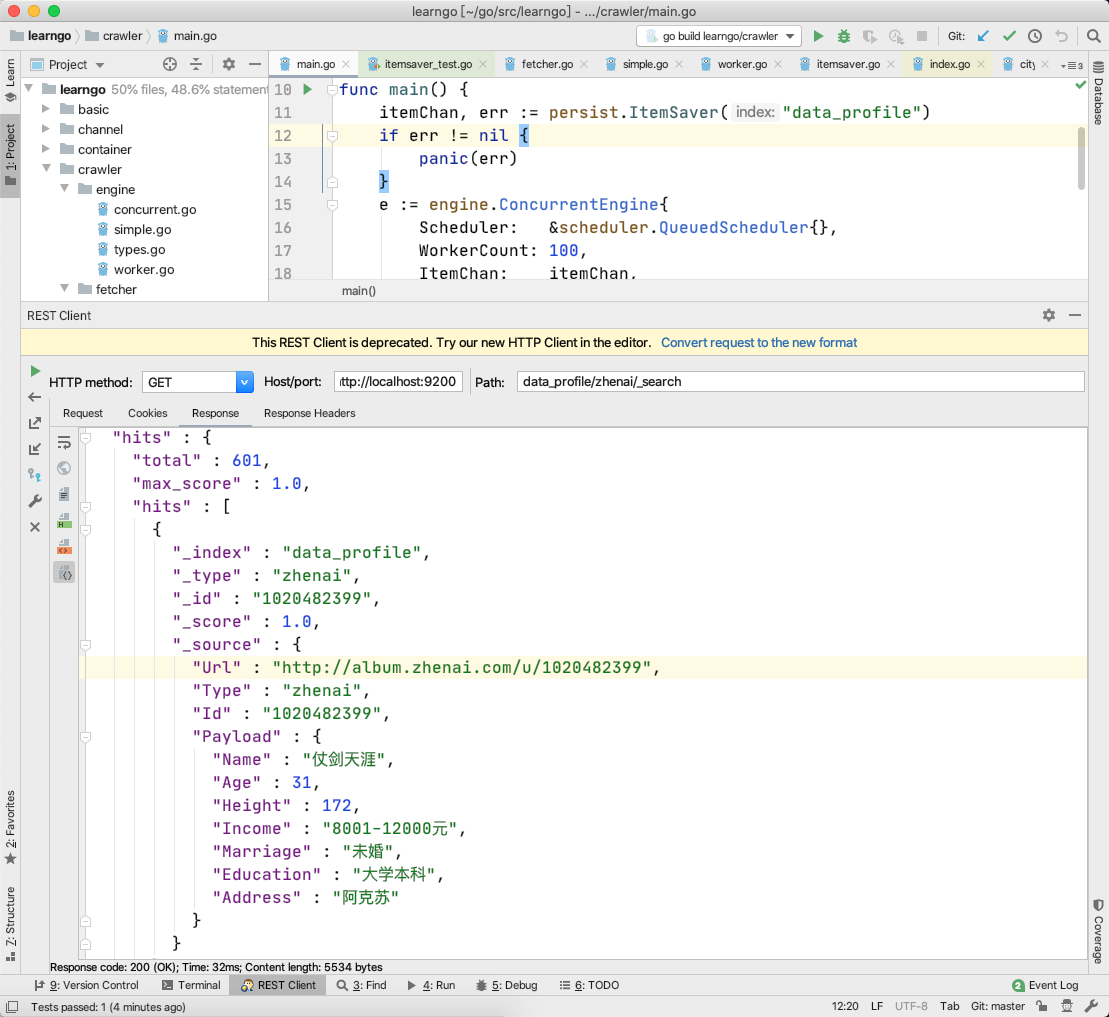 learngo [~/go/src/learngo] - .../crawler/main.go
learngo crawler main.go go build learngo/crawler Git:
Project main.go itemsaver_test.go fetcher.go simple.go worker.go itemsaver.go index.go city 3
Learn
1: Project
2: Favorites
Z: Structure
Database
Coverage
learngo 50% files, 48.6% statement
basic
channel
container
crawler
engine
concurrent.go
simple.go
types.go
worker.go
fetcher
10 func main() {
11 itemChan, err := persist.ItemSaver( index: "data_profile")
12 if err != nil {
13 panic(err)
14 }
15 e := engine.ConcurrentEngine{
16 Scheduler: &scheduler.QueuedScheduler{},
17 WorkerCount: 100,
18 ItemChan: itemChan,
main()
REST Client
This REST Client is deprecated. Try our new HTTP Client in the editor. Convert request to the new format
HTTP method: GET Host/port: ttp://localhost:9200 Path: data_profile/zhenai/_search
Request Cookies Response Response Headers
"hits" : {
"total" : 601,
"max_score" : 1.0,
"hits" : [
{
"_index" : "data_profile",
"_type" : "zhenai",
"_id" : "1020482399",
"_score" : 1.0,
"_source" : {
"Url" : "http://album.zhenai.com/u/1020482399",
"Type" : "zhenai",
"Id" : "1020482399",
"Payload" : {
"Name" : "仗剑天涯",
"Age" : 31,
"Height" : 172,
"Income" : "8001-12000元",
"Marriage" : "未婚",
"Education" : "大学本科",
"Address" : "阿克苏"
}
}
Response code: 200 (OK); Time: 32ms; Content length: 5534 bytes
9: Version Control Terminal REST Client 3: Find 4: Run 5: Debug 6: TODO 2 Event Log
Tests passed: 1 (4 minutes ago) 12:20 LF UTF-8 Tab Git: master